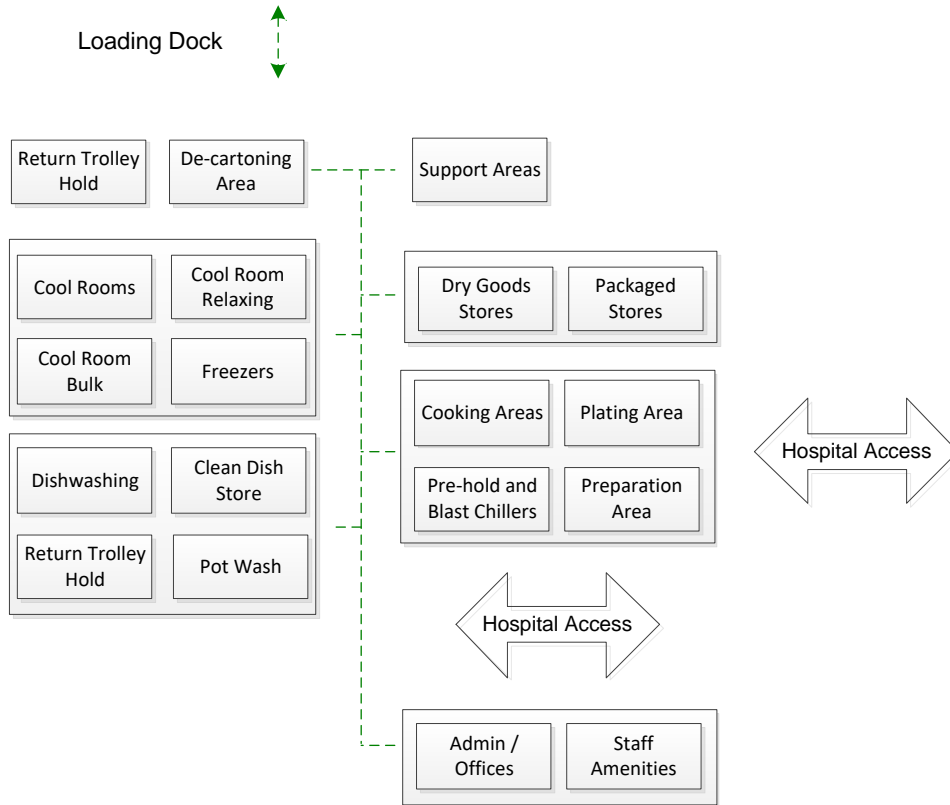 Loading Dock
Return Trolley
Hold
De-cartoning
Area
Support Areas
Cool Rooms
Cool Room
Relaxing
Cool Room
Bulk
Freezers
Dry Goods
Stores
Packaged
Stores
Cooking Areas
Plating Area
Pre-hold and
Blast Chillers
Preparation
Area
Hospital Access
Dishwashing
Clean Dish
Store
Return Trolley
Hold
Pot Wash
Hospital Access
Admin /
Offices
Staff
Amenities